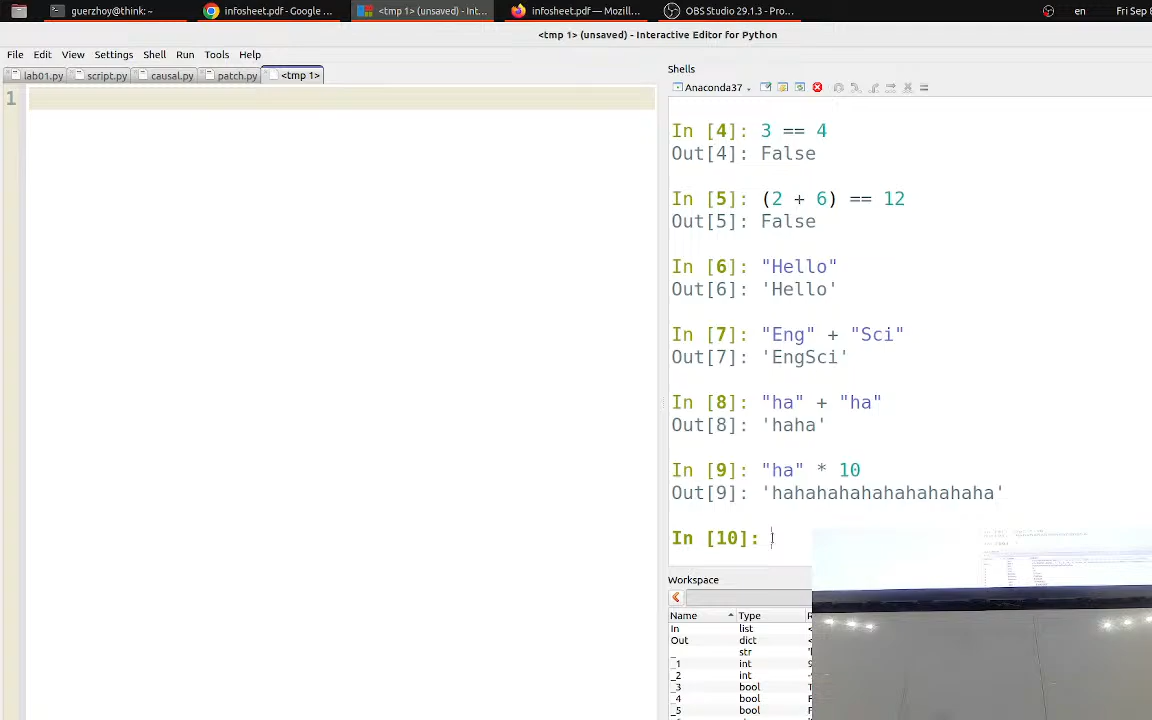 guerzhoy@think: ~
infosheet.pdf - Google ...
<tmp 1> (unsaved) - Int...
infosheet.pdf — Mozill...
OBS Studio 29.1.3 - Pro...
en
Fri Sep
<tmp 1> (unsaved) - Interactive Editor for Python
File Edit View Settings Shell Run Tools Help
lab01.py script.py causal.py patch.py <tmp 1>
1
Shells
Anaconda37
In [4]: 3 == 4
Out[4]: False
In [5]: (2 + 6) == 12
Out[5]: False
In [6]: "Hello"
Out[6]: 'Hello'
In [7]: "Eng" + "Sci"
Out[7]: 'EngSci'
In [8]: "ha" + "ha"
Out[8]: 'haha'
In [9]: "ha" * 10
Out[9]: 'hahahahahahahahahaha'
In [10]:
Workspace
Name Type
In list
Out dict
_ str
_1 int 9
_2 int
_3 bool
_4 bool
_5 bool